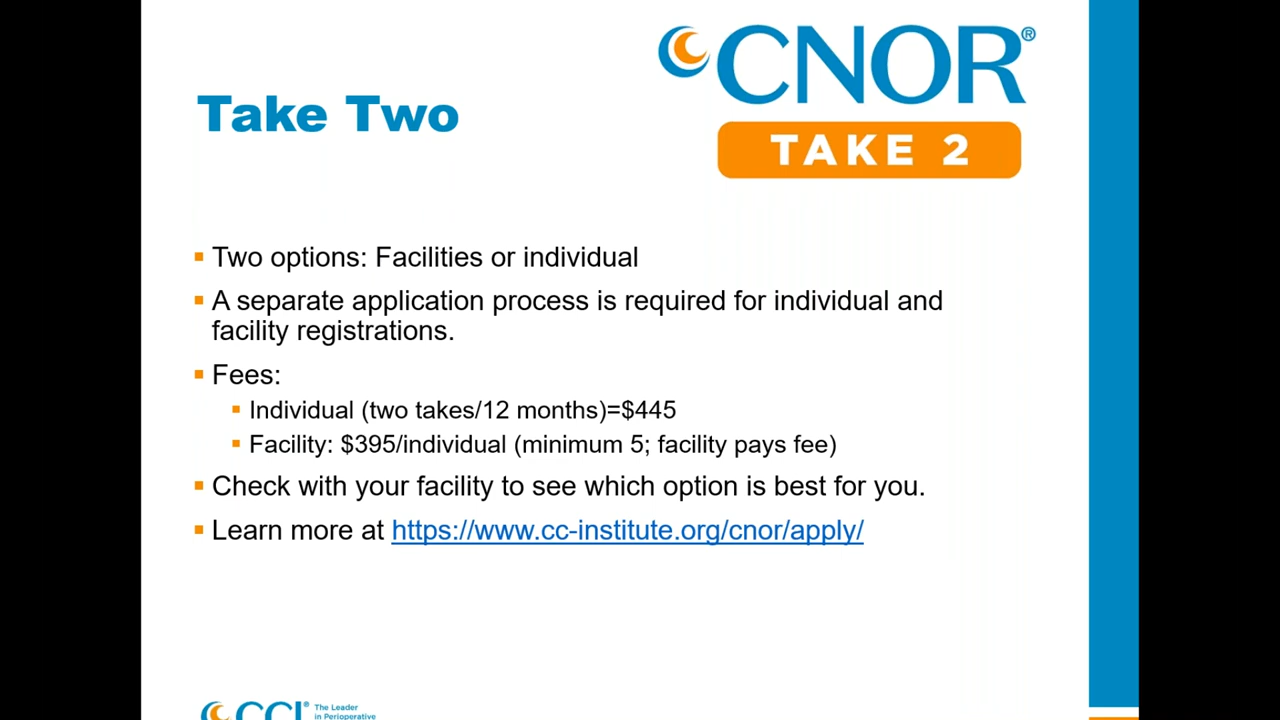 CNOR®
Take Two
TAKE 2
Two options: Facilities or individual
A separate application process is required for individual and
facility registrations.
Fees:
Individual (two takes/12 months)=$445
Facility: $395/individual (minimum 5; facility pays fee)
Check with your facility to see which option is best for you.
Learn more at https://www.cc-institute.org/cnor/apply/
CCI®
The Leader
in Perioperative